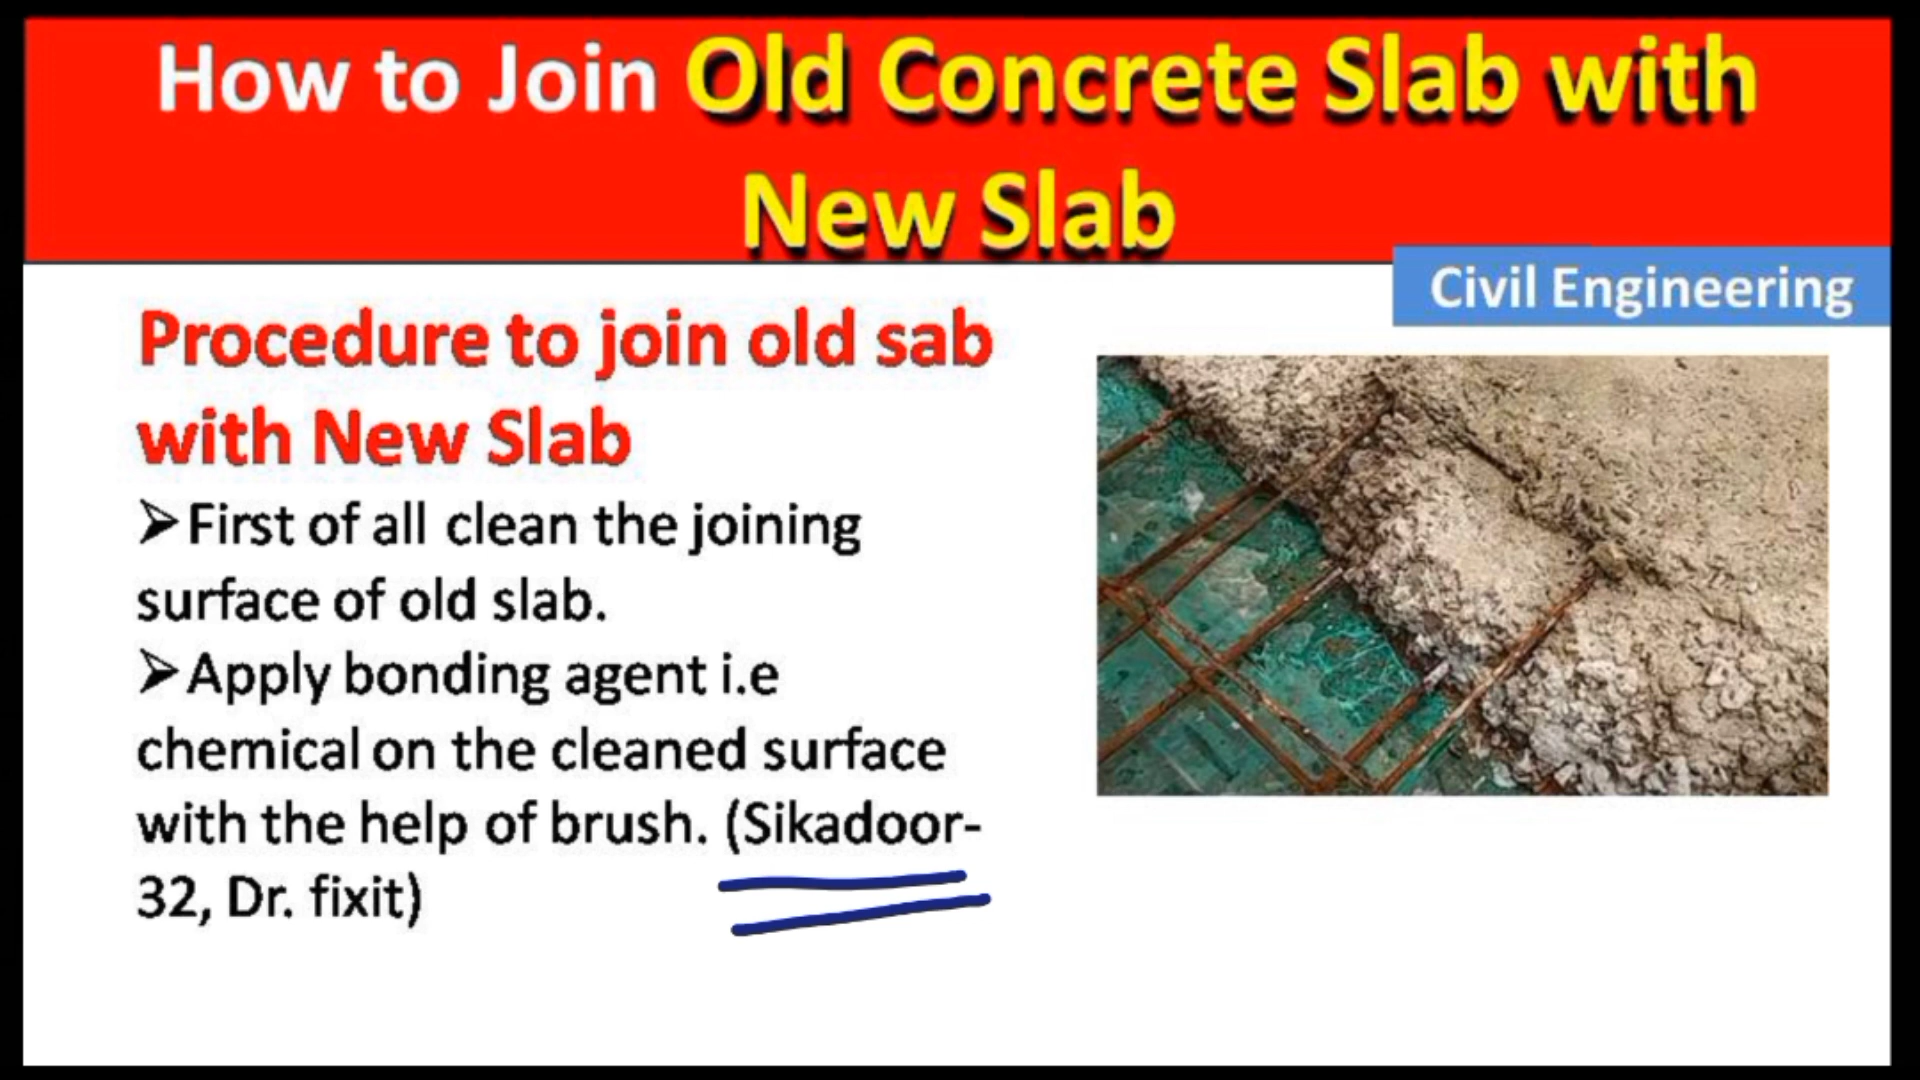 How to Join Old Concrete Slab with
New Slab
Civil Engineering
Procedure to join old sab
with New Slab
➢First of all clean the joining
surface of old slab.
➢Apply bonding agent i.e
chemical on the cleaned surface
with the help of brush. (Sikadoor-
32, Dr. fixit)